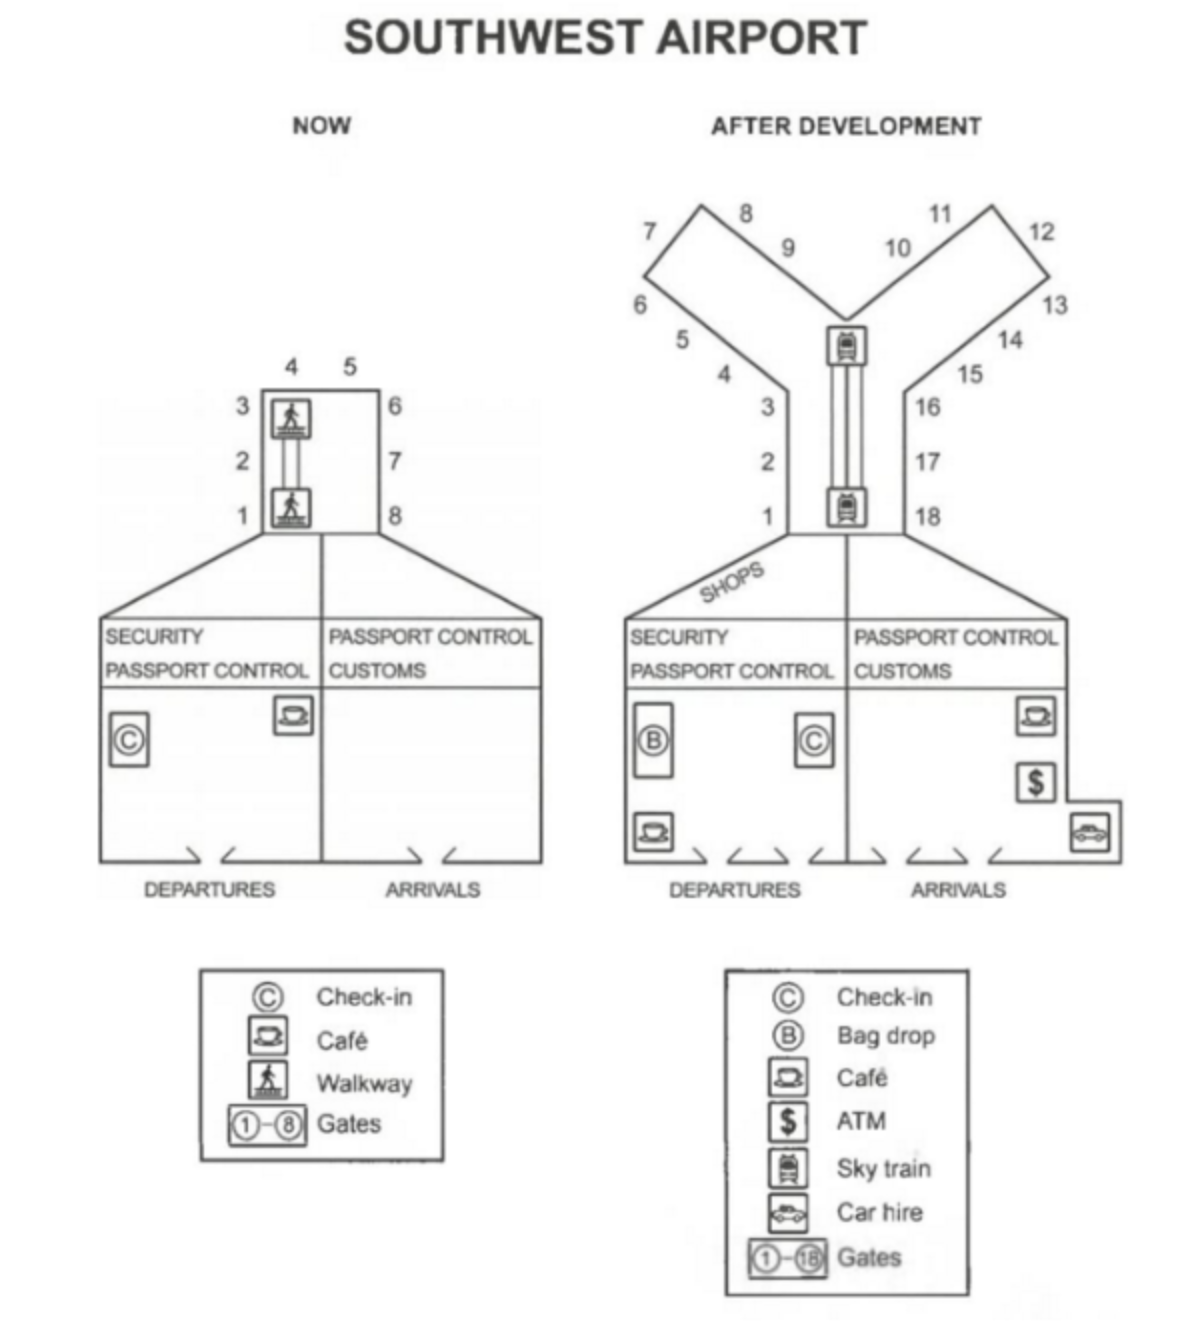 SOUTHWEST AIRPORT
NOW
4 5
3 6
2 7
1 8
SECURITY PASSPORT CONTROL
PASSPORT CONTROL CUSTOMS
C
DEPARTURES ARRIVALS
C Check-in
Café
Walkway
1-8 Gates
AFTER DEVELOPMENT
8 11
7 12
9 10
6 13
5 14
4 15
3 16
2 17
1 18
SHOPS
SECURITY PASSPORT CONTROL
PASSPORT CONTROL CUSTOMS
B C
$
DEPARTURES ARRIVALS
C Check-in
B Bag drop
Café
$ ATM
Sky train
Car hire
1-18 Gates